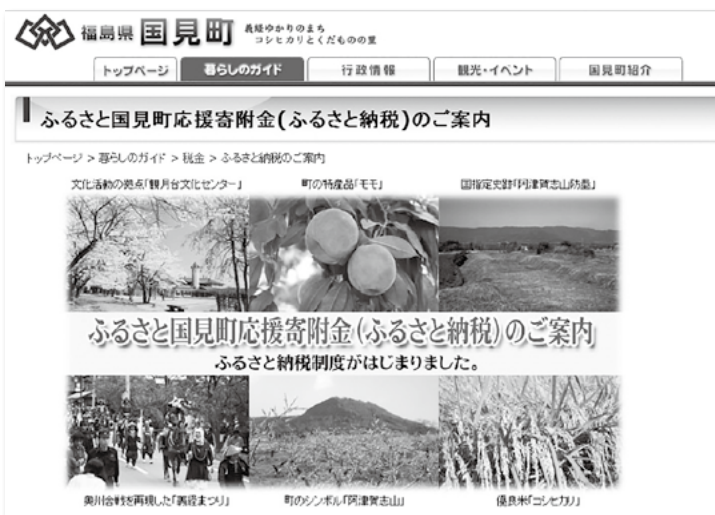 福島県 国見町
義経ゆかりのまち
コシヒカリとくだものの里
トップページ 暮らしのガイド 行政情報 観光・イベント 国見町紹介
ふるさと国見町応援寄附金(ふるさと納税)のご案内
トップページ > 暮らしのガイド > 税金 > ふるさと納税のご案内
文化活動の拠点「観月台文化センター」 町の特産品「モモ」 国指定史跡「阿津賀志山防塁」
ふるさと国見町応援寄附金(ふるさと納税)のご案内
ふるさと納税制度がはじまりました。
奥州合戦を再現した「義経まつり」 町のシンボル「阿津賀志山」 優良米「コシヒカリ」